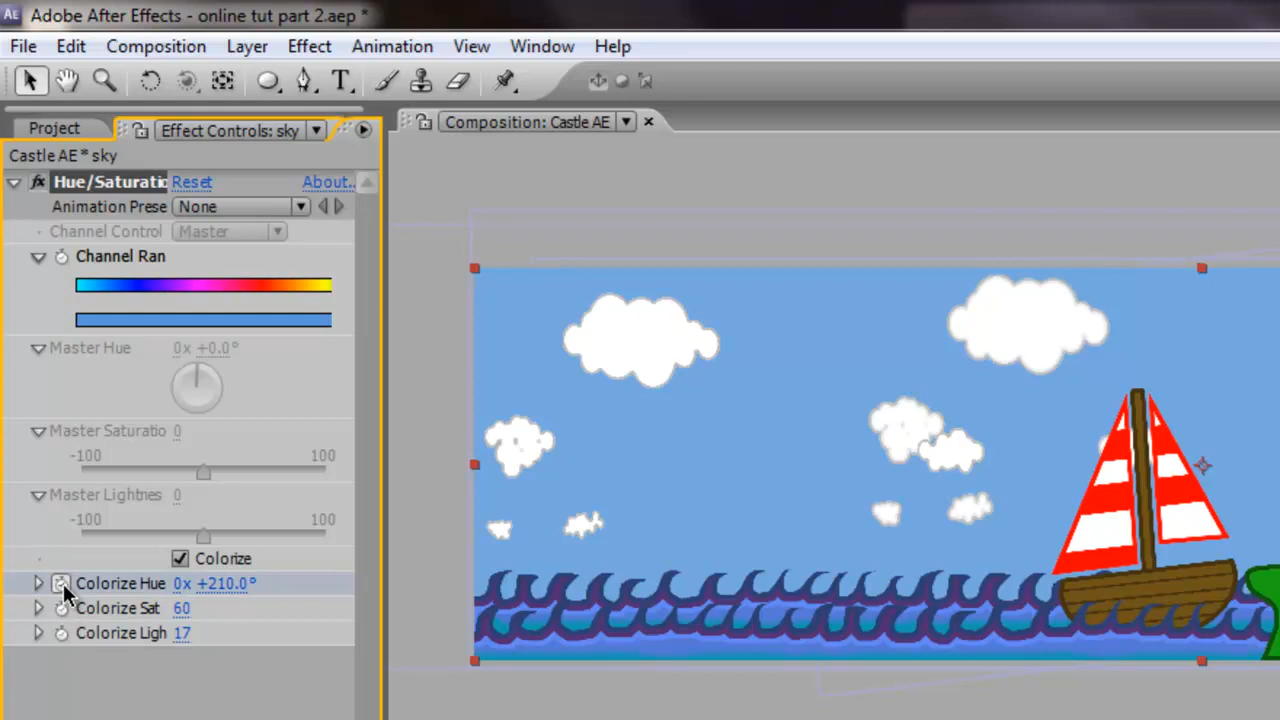 AE Adobe After Effects - online tut part 2.aep *
File Edit Composition Layer Effect Animation View Window Help
T
Project Effect Controls: sky Composition: Castle AE
Castle AE * sky
fx Hue/Saturatic Reset About..
Animation Prese None
Channel Control Master
Channel Ran
Master Hue 0x +0.0°
Master Saturatio 0
-100 100
Master Lightnes 0
-100 100
Colorize
Colorize Hue 0x +210.0°
Colorize Sat 60
Colorize Ligh 17